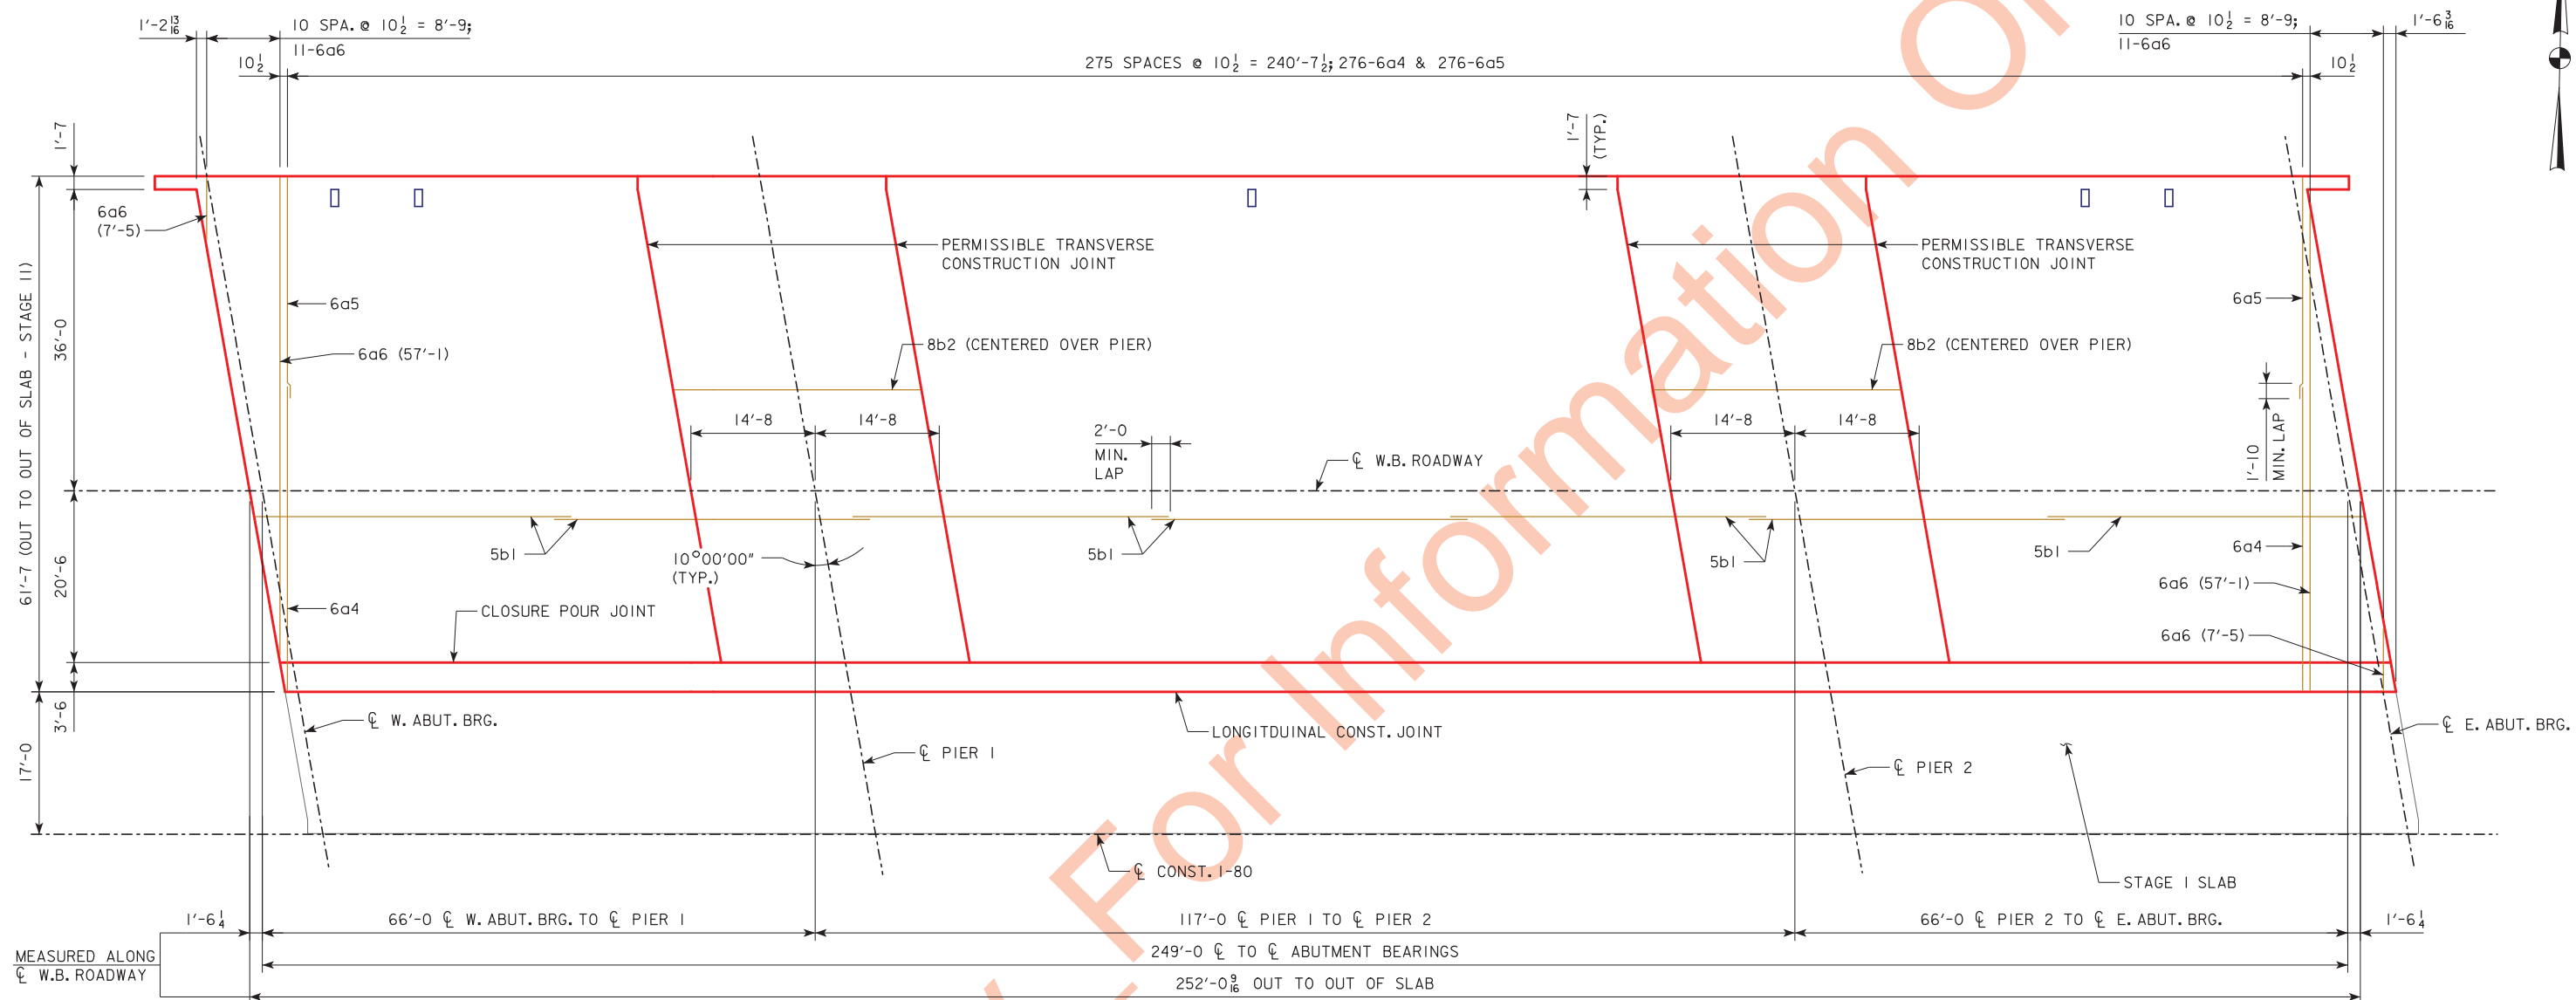 1'-2 13/16
10 SPA. @ 10 1/2 = 8'-9;
11-6a6
10 1/2
275 SPACES @ 10 1/2 = 240'-7 1/2; 276-6a4 & 276-6a5
10 SPA. @ 10 1/2 = 8'-9;
11-6a6
1'-6 3/16
10 1/2
1'-7
1'-7
(TYP.)
6a6
(7'-5)
PERMISSIBLE TRANSVERSE
CONSTRUCTION JOINT
PERMISSIBLE TRANSVERSE
CONSTRUCTION JOINT
61'-7 (OUT TO OUT OF SLAB - STAGE II)
36'-0
6a5
6a5
6a6 (57'-1)
8b2 (CENTERED OVER PIER)
8b2 (CENTERED OVER PIER)
14'-8
14'-8
2'-0
MIN.
LAP
14'-8
14'-8
1'-10
MIN. LAP
℄ W.B. ROADWAY
20'-6
5b1
10°00'00"
(TYP.)
5b1
5b1
5b1
6a4
6a6 (57'-1)
6a4
CLOSURE POUR JOINT
6a6 (7'-5)
3'-6
17'-0
℄ W. ABUT. BRG.
LONGITDUINAL CONST. JOINT
℄ E. ABUT. BRG.
℄ PIER 1
℄ PIER 2
℄ CONST. I-80
STAGE I SLAB
1'-6 1/4
66'-0 ℄ W. ABUT. BRG. TO ℄ PIER 1
117'-0 ℄ PIER 1 TO ℄ PIER 2
66'-0 ℄ PIER 2 TO ℄ E. ABUT. BRG.
1'-6 1/4
MEASURED ALONG
℄ W.B. ROADWAY
249'-0 ℄ TO ℄ ABUTMENT BEARINGS
252'-0 9/16 OUT TO OUT OF SLAB
For Information